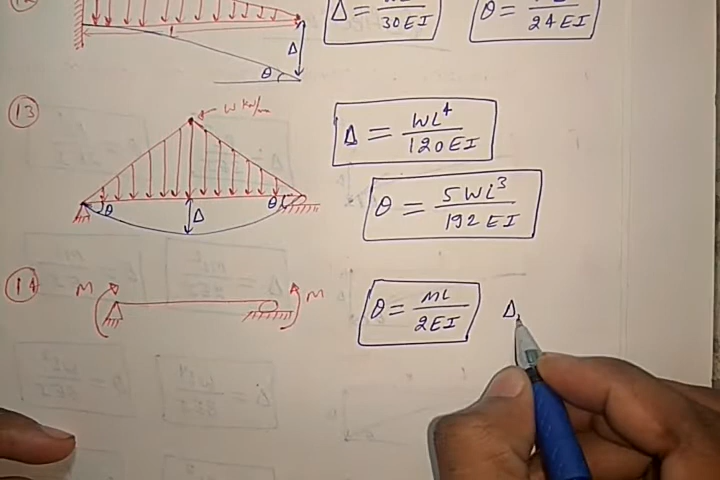 Δ = /30EI
θ = /24EI
Δ
θ
13
W kN/m
θ θ
Δ
Δ = WL⁴/120EI
θ = 5WL³/192EI
14
M M
θ = ML/2EI Δ